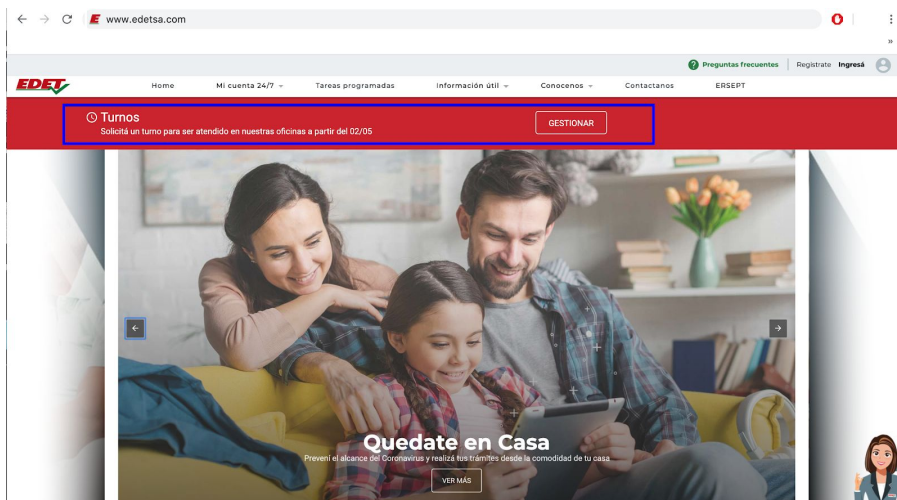 www.edetsa.com
Preguntas frecuentes
Registrate Ingresá
EDET
Home Mi cuenta 24/7 Tareas programadas Información útil Conocenos Contactanos ERSEPT
Turnos
Solicitá un turno para ser atendido en nuestras oficinas a partir del 02/05
GESTIONAR
Quedate en Casa
Prevení el alcance del Coronavirus y realizá tus trámites desde la comodidad de tu casa
VER MÁS